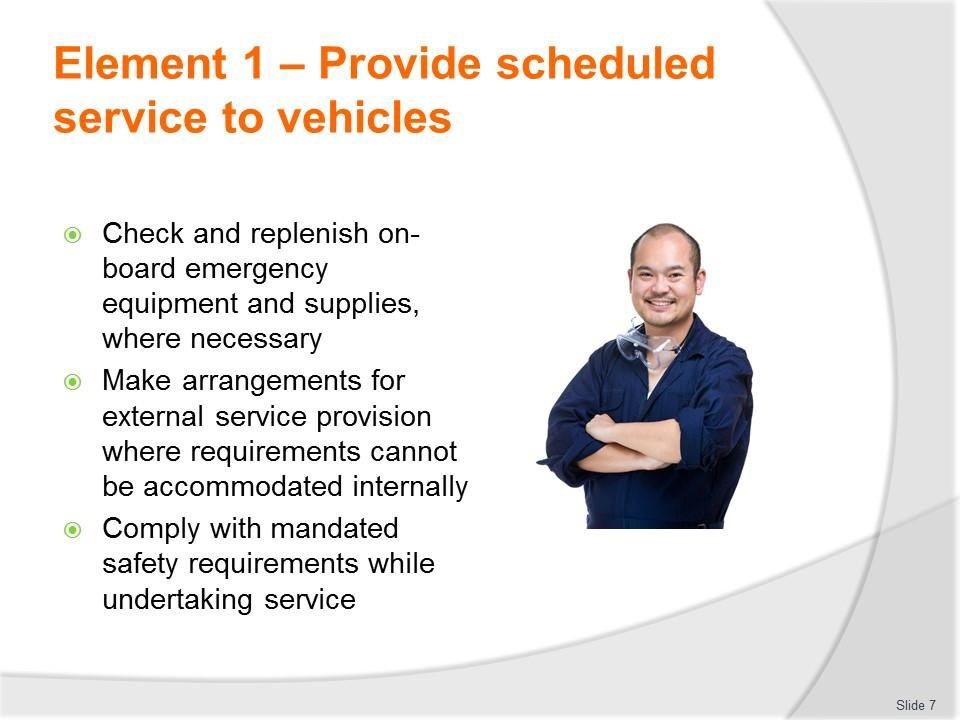 Element 1 – Provide scheduled
service to vehicles
Check and replenish on-
board emergency
equipment and supplies,
where necessary
Make arrangements for
external service provision
where requirements cannot
be accommodated internally
Comply with mandated
safety requirements while
undertaking service
Slide 7